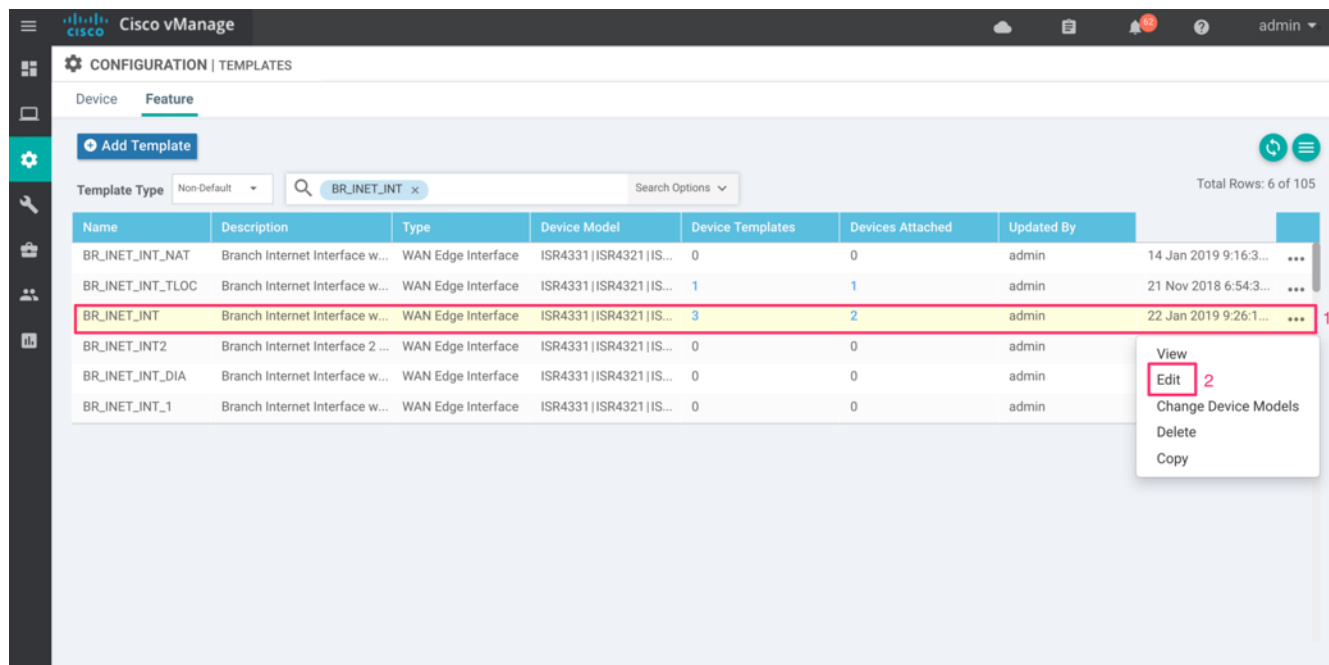 cisco Cisco vManage 62 admin
CONFIGURATION | TEMPLATES
Device Feature
Add Template
Template Type Non-Default BR_INET_INT × Search Options Total Rows: 6 of 105
Name Description Type Device Model Device Templates Devices Attached Updated By
BR_INET_INT_NAT Branch Internet Interface w... WAN Edge Interface ISR4331|ISR4321|IS... 0 0 admin 14 Jan 2019 9:16:3... •••
BR_INET_INT_TLOC Branch Internet Interface w... WAN Edge Interface ISR4331|ISR4321|IS... 1 1 admin 21 Nov 2018 6:54:3... •••
BR_INET_INT Branch Internet Interface w... WAN Edge Interface ISR4331|ISR4321|IS... 3 2 admin 22 Jan 2019 9:26:1... ••• 1
BR_INET_INT2 Branch Internet Interface 2 ... WAN Edge Interface ISR4331|ISR4321|IS... 0 0 admin
BR_INET_INT_DIA Branch Internet Interface w... WAN Edge Interface ISR4331|ISR4321|IS... 0 0 admin
BR_INET_INT_1 Branch Internet Interface w... WAN Edge Interface ISR4331|ISR4321|IS... 0 0 admin
View
Edit 2
Change Device Models
Delete
Copy